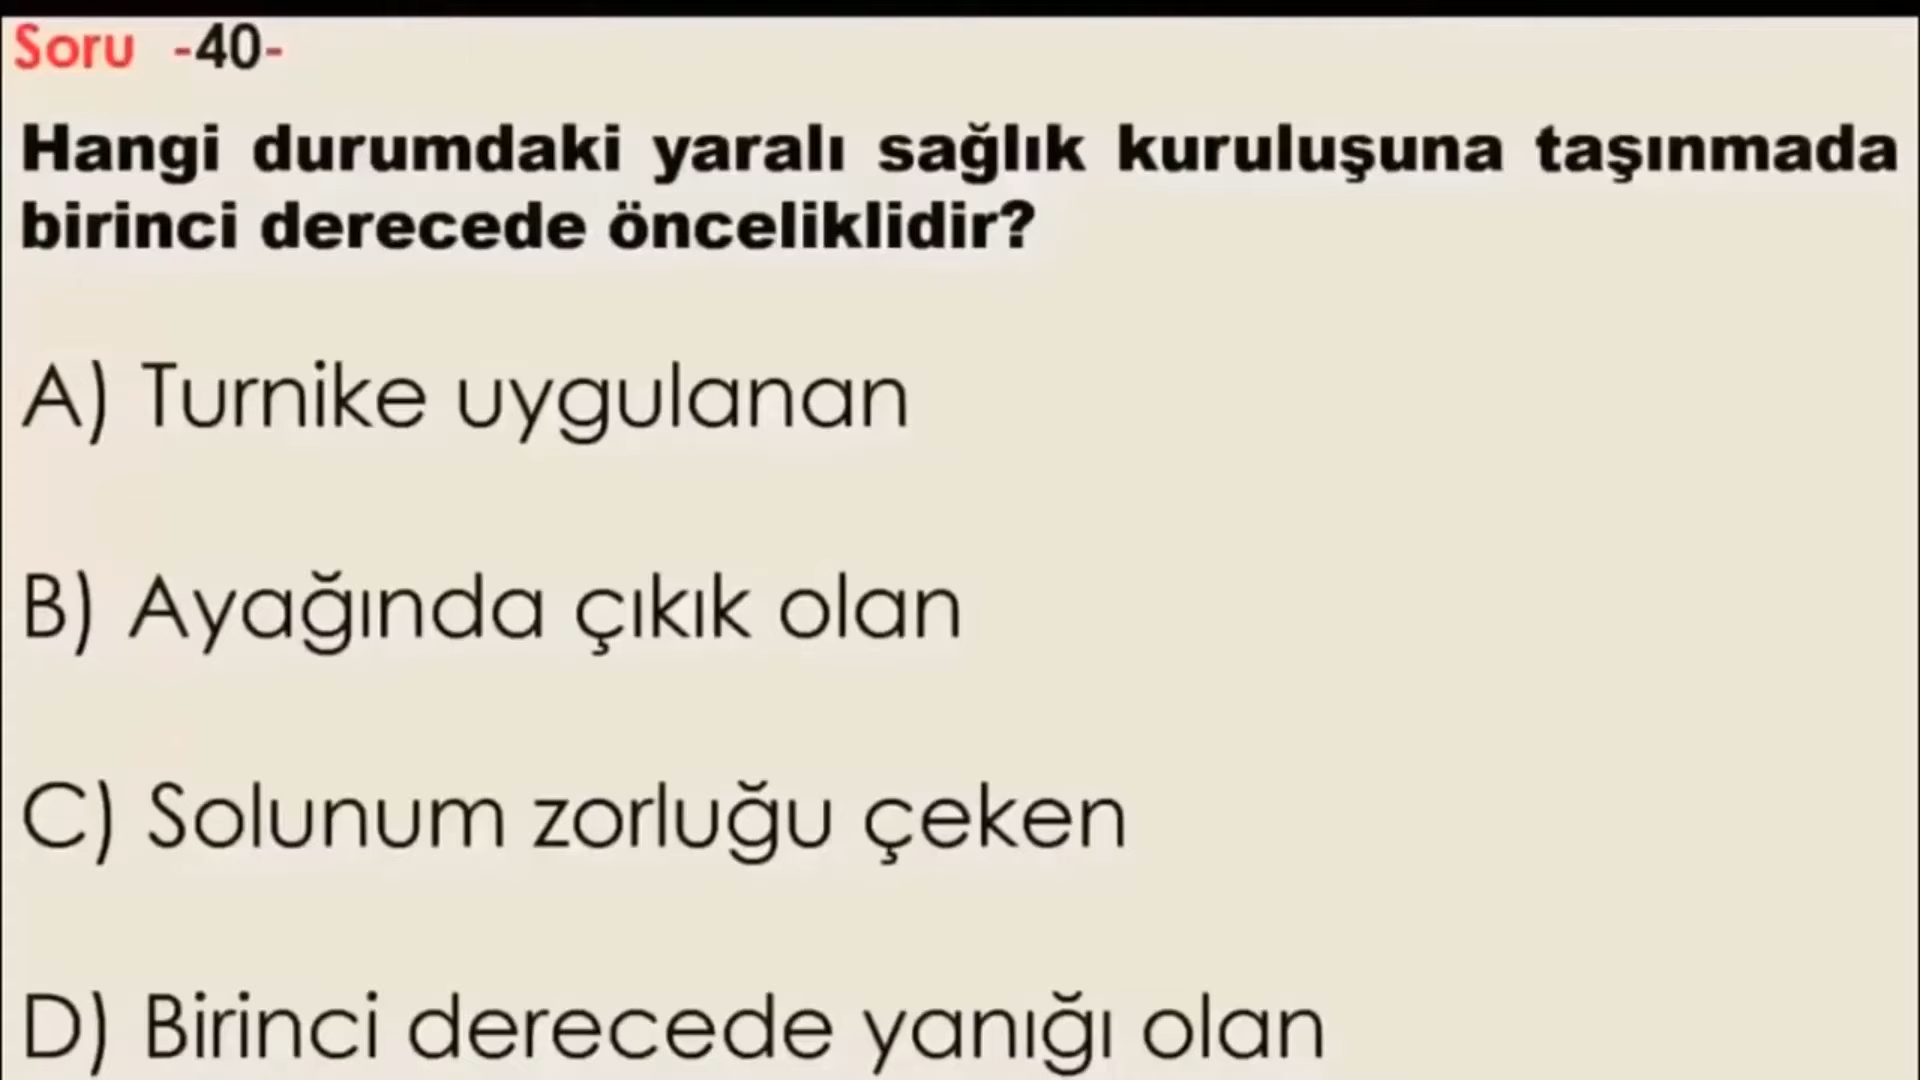 Soru -40-
Hangi durumdaki yaralı sağlık kuruluşuna taşınmada
birinci derecede önceliklidir?
A) Turnike uygulanan
B) Ayağında çıkık olan
C) Solunum zorluğu çeken
D) Birinci derecede yanığı olan